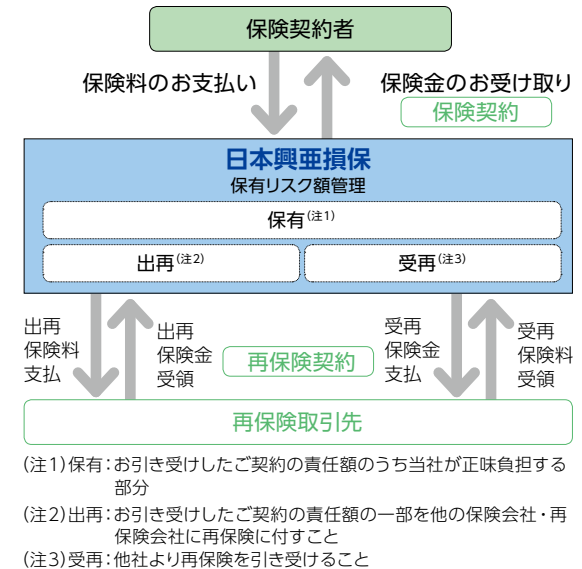 保険契約者
保険料のお支払い
保険金のお受け取り
保険契約
日本興亜損保
保有リスク額管理
保有(注1)
出再(注2)
受再(注3)
出再
保険料
支払
出再
保険金
受領
再保険契約
受再
保険金
支払
受再
保険料
受領
再保険取引先
(注1)保有：お引き受けしたご契約の責任額のうち当社が正味負担する
部分
(注2)出再：お引き受けしたご契約の責任額の一部を他の保険会社・再
保険会社に再保険に付すこと
(注3)受再：他社より再保険を引き受けること